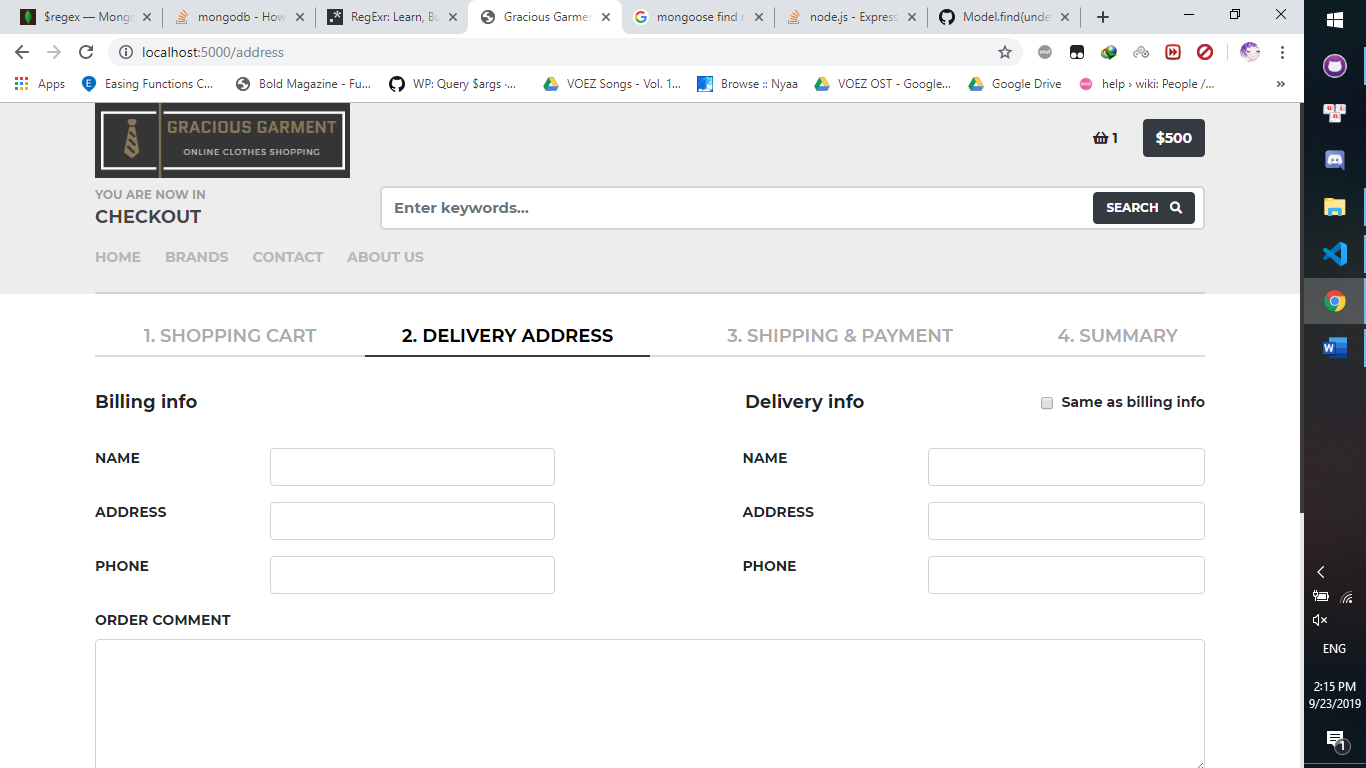 $regex — Mongo
mongodb - How
RegExr: Learn, Bu
Gracious Garmen
mongoose find n
node.js - Express
Model.find(unde
localhost:5000/address
Apps
Easing Functions C...
Bold Magazine - Fu...
WP: Query $args -...
VOEZ Songs - Vol. 1...
Browse :: Nyaa
VOEZ OST - Google...
Google Drive
help › wiki: People /...
»
GRACIOUS GARMENT
ONLINE CLOTHES SHOPPING
1
$500
YOU ARE NOW IN
CHECKOUT
Enter keywords...
SEARCH
HOME BRANDS CONTACT ABOUT US
1. SHOPPING CART 2. DELIVERY ADDRESS 3. SHIPPING & PAYMENT 4. SUMMARY
Billing info
Delivery info
Same as billing info
NAME
NAME
ADDRESS
ADDRESS
PHONE
PHONE
ORDER COMMENT
ENG
2:15 PM
9/23/2019
1